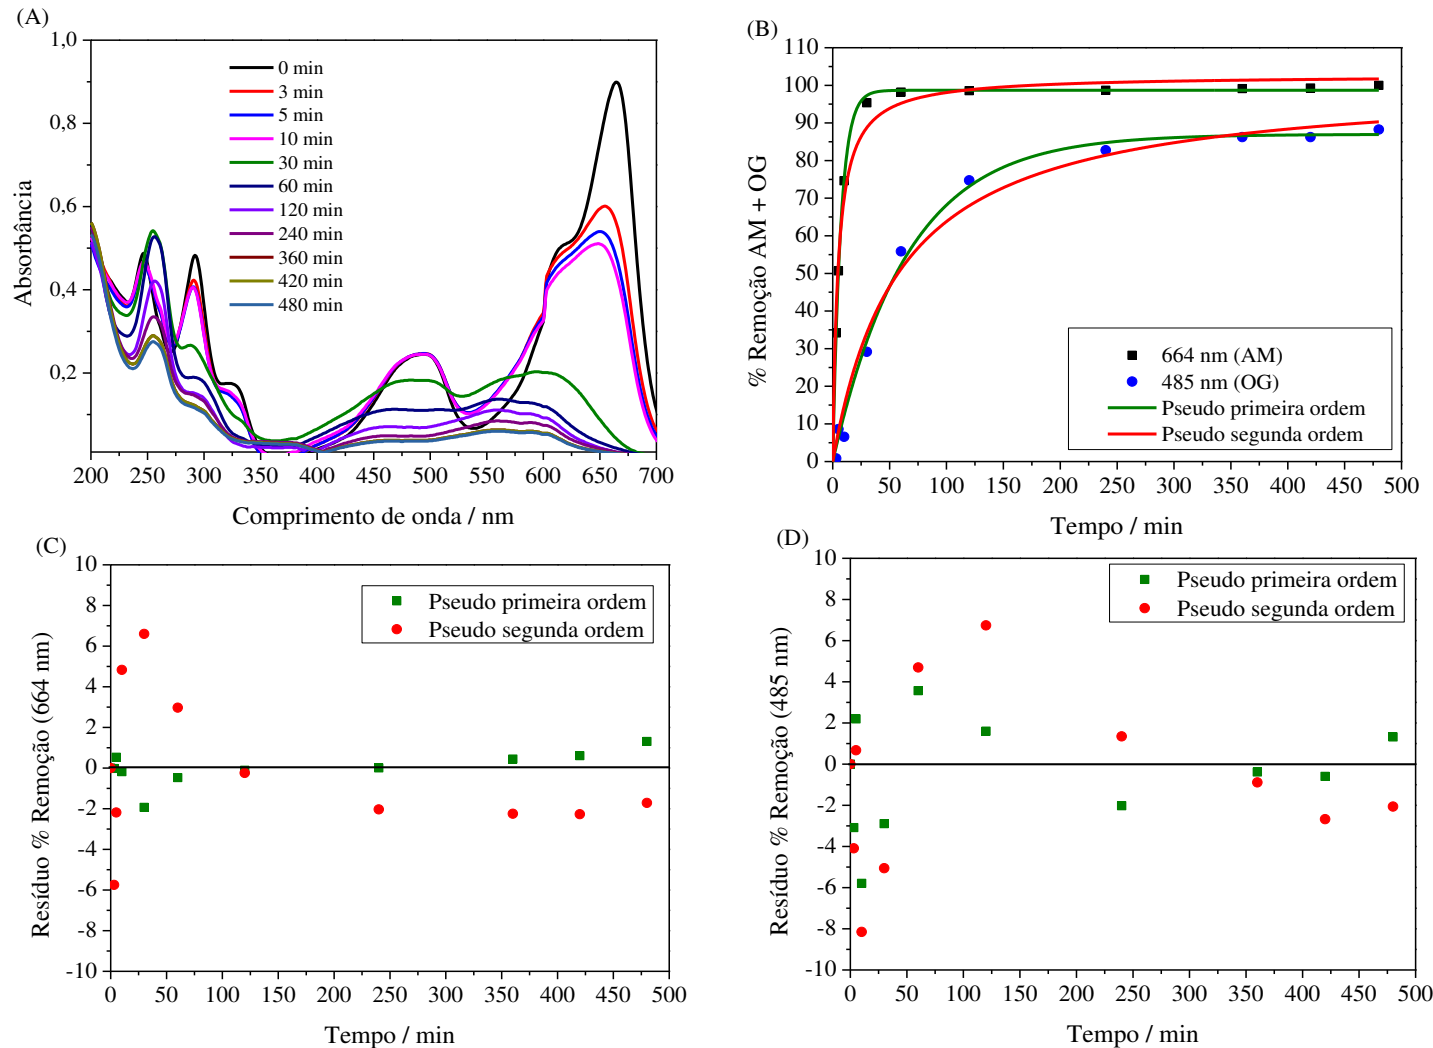 (A)
1,0
0,8
0,6
0,4
0,2
Absorbância
0 min
3 min
5 min
10 min
30 min
60 min
120 min
240 min
360 min
420 min
480 min
200 250 300 350 400 450 500 550 600 650 700
Comprimento de onda / nm
(B)
110
100
90
80
70
60
50
40
30
20
10
0
% Remoção AM + OG
664 nm (AM)
485 nm (OG)
Pseudo primeira ordem
Pseudo segunda ordem
0 50 100 150 200 250 300 350 400 450 500
Tempo / min
(C)
10
8
6
4
2
0
-2
-4
-6
-8
-10
Resíduo % Remoção (664 nm)
Pseudo primeira ordem
Pseudo segunda ordem
0 50 100 150 200 250 300 350 400 450 500
Tempo / min
(D)
10
8
6
4
2
0
-2
-4
-6
-8
-10
Resíduo % Remoção (485 nm)
Pseudo primeira ordem
Pseudo segunda ordem
0 50 100 150 200 250 300 350 400 450 500
Tempo / min